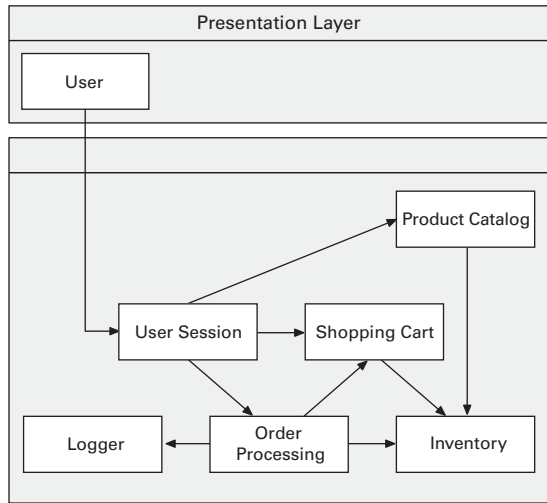 Presentation Layer
User
Product Catalog
User Session
Shopping Cart
Logger
Order
Processing
Inventory